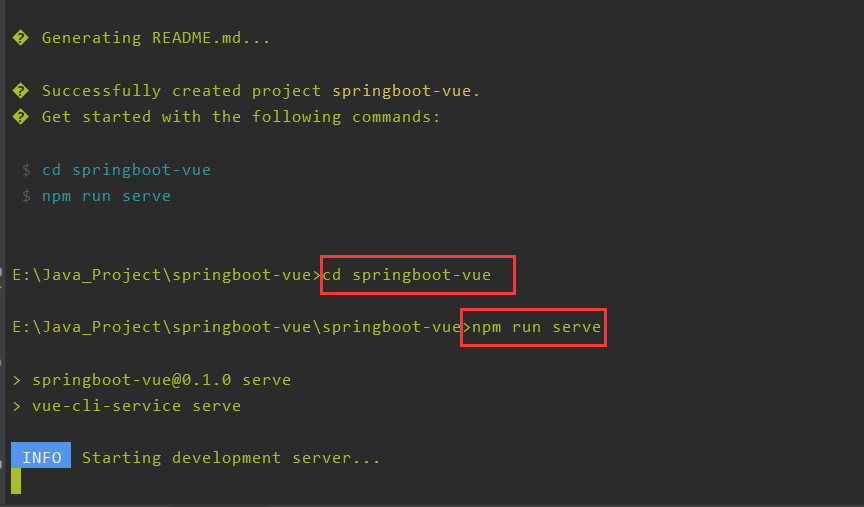 � Generating README.md...
� Successfully created project springboot-vue.
� Get started with the following commands:
$ cd springboot-vue
$ npm run serve
E:\Java_Project\springboot-vue>cd springboot-vue
E:\Java_Project\springboot-vue\springboot-vue>npm run serve
> springboot-vue@0.1.0 serve
> vue-cli-service serve
INFO Starting development server...